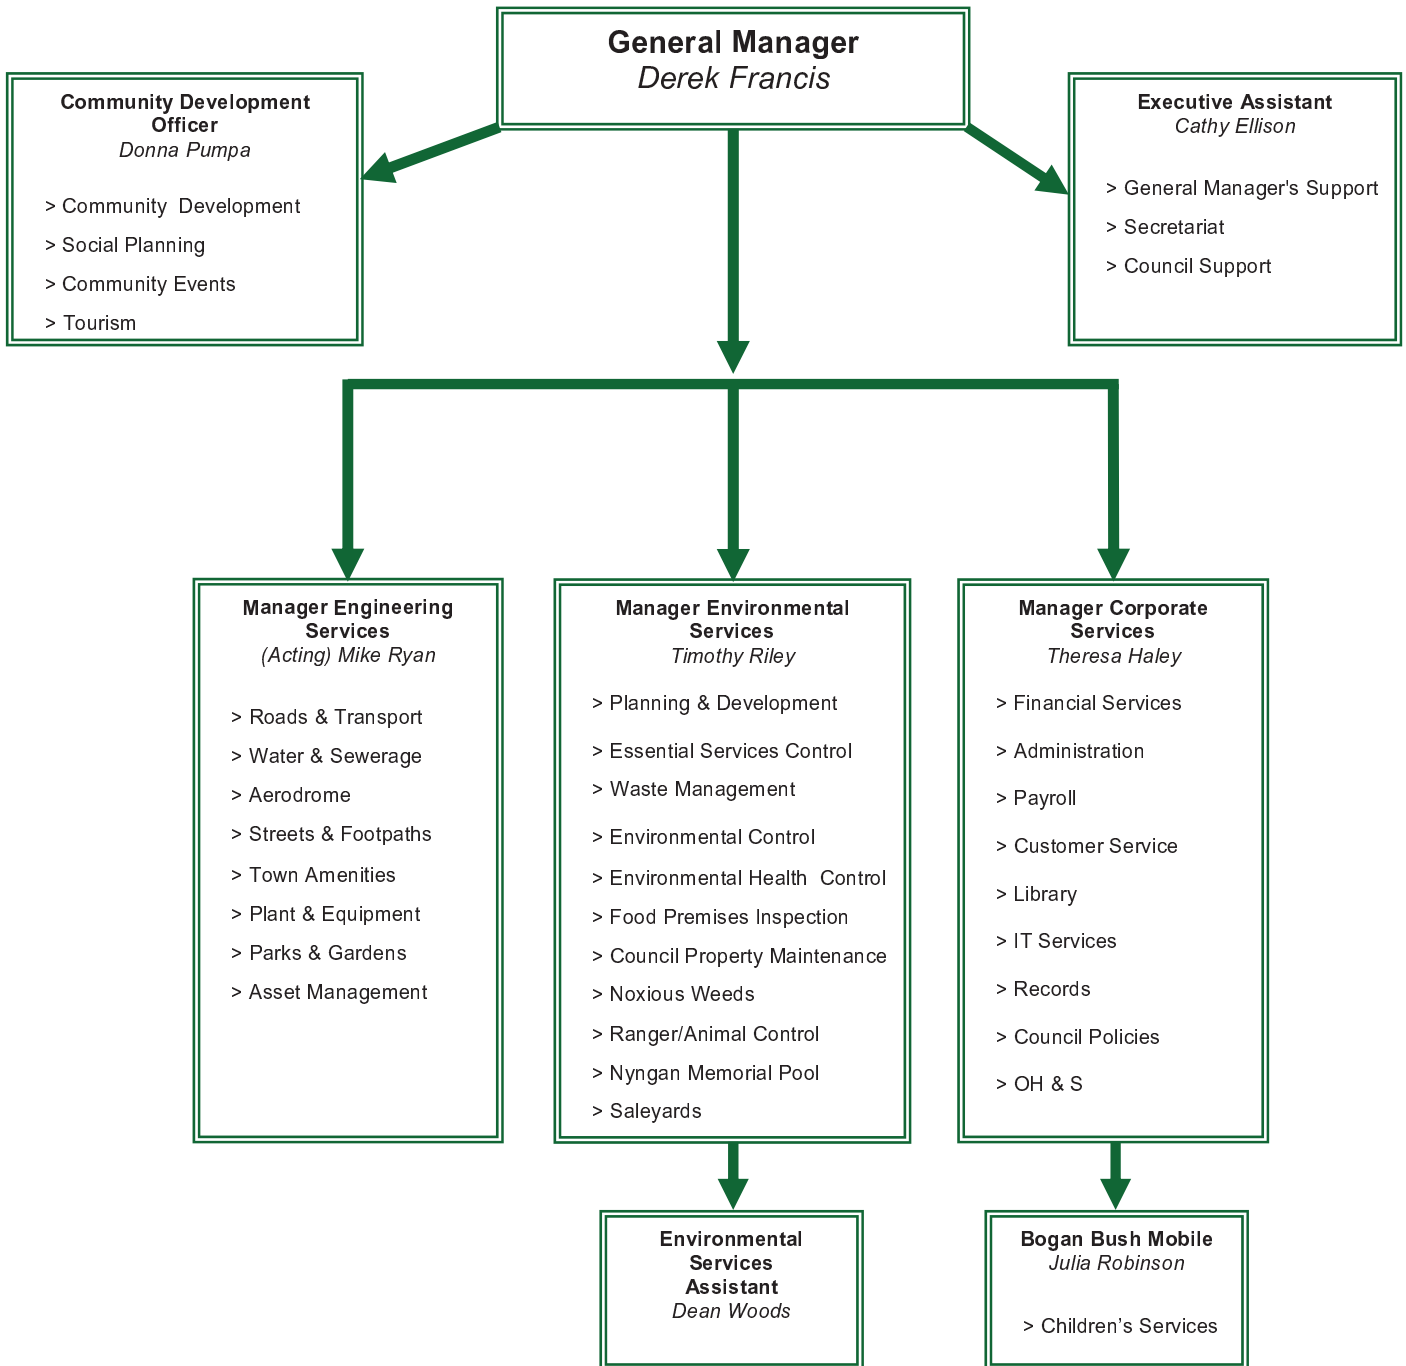 General Manager
Derek Francis
Community Development
Officer
Donna Pumpa
> Community  Development
> Social Planning
> Community Events
> Tourism
Executive Assistant
Cathy Ellison
> General Manager's Support
> Secretariat
> Council Support
Manager Engineering
Services
(Acting) Mike Ryan
> Roads & Transport
> Water & Sewerage
> Aerodrome
> Streets & Footpaths
> Town Amenities
> Plant & Equipment
> Parks & Gardens
> Asset Management
Manager Environmental
Services
Timothy Riley
> Planning & Development
> Essential Services Control
> Waste Management
> Environmental Control
> Environmental Health  Control
> Food Premises Inspection
> Council Property Maintenance
> Noxious Weeds
> Ranger/Animal Control
> Nyngan Memorial Pool
> Saleyards
Manager Corporate
Services
Theresa Haley
> Financial Services
> Administration
> Payroll
> Customer Service
> Library
> IT Services
> Records
> Council Policies
> OH & S
Environmental
Services
Assistant
Dean Woods
Bogan Bush Mobile
Julia Robinson
> Children’s Services